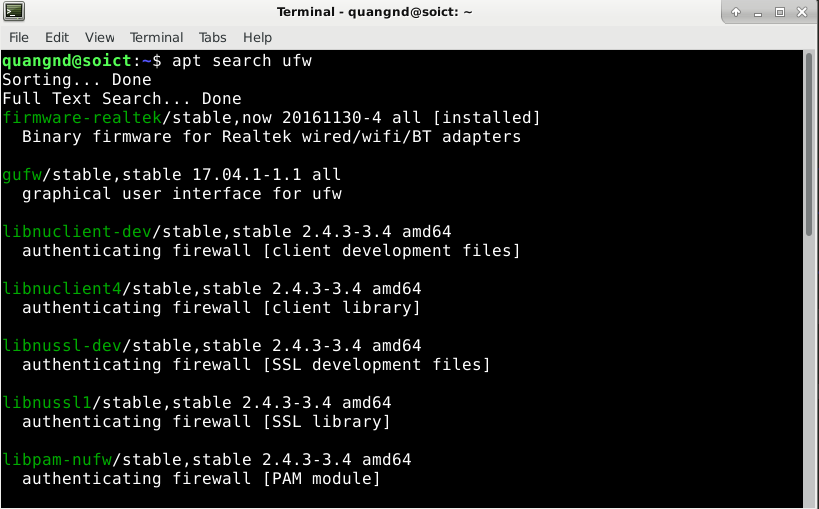 Terminal - quangnd@soict: ~
File Edit View Terminal Tabs Help
quangnd@soict:~$ apt search ufw
Sorting... Done
Full Text Search... Done
firmware-realtek/stable,now 20161130-4 all [installed]
  Binary firmware for Realtek wired/wifi/BT adapters

gufw/stable,stable 17.04.1-1.1 all
  graphical user interface for ufw

libnuclient-dev/stable,stable 2.4.3-3.4 amd64
  authenticating firewall [client development files]

libnuclient4/stable,stable 2.4.3-3.4 amd64
  authenticating firewall [client library]

libnussl-dev/stable,stable 2.4.3-3.4 amd64
  authenticating firewall [SSL development files]

libnussl1/stable,stable 2.4.3-3.4 amd64
  authenticating firewall [SSL library]

libpam-nufw/stable,stable 2.4.3-3.4 amd64
  authenticating firewall [PAM module]